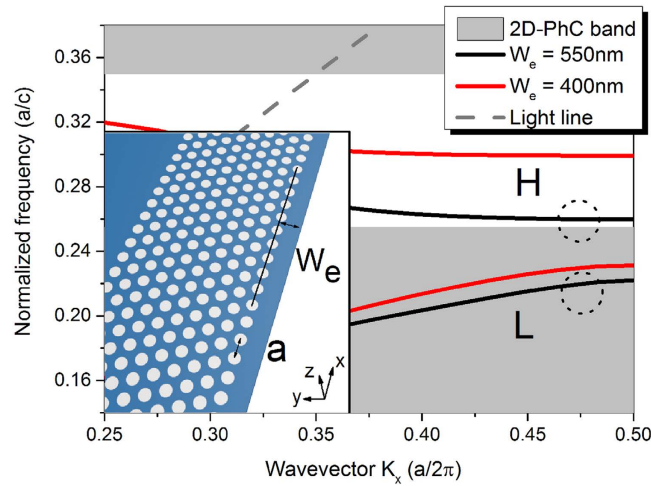 0.36
0.32
0.28
0.24
0.20
0.16
Normalized frequency (a/c)
2D-PhC band
Wₑ = 550nm
Wₑ = 400nm
Light line
H
L
Wₑ
a
z
x
y
0.25 0.30 0.35 0.40 0.45 0.50
Wavevector Kₓ (a/2π)